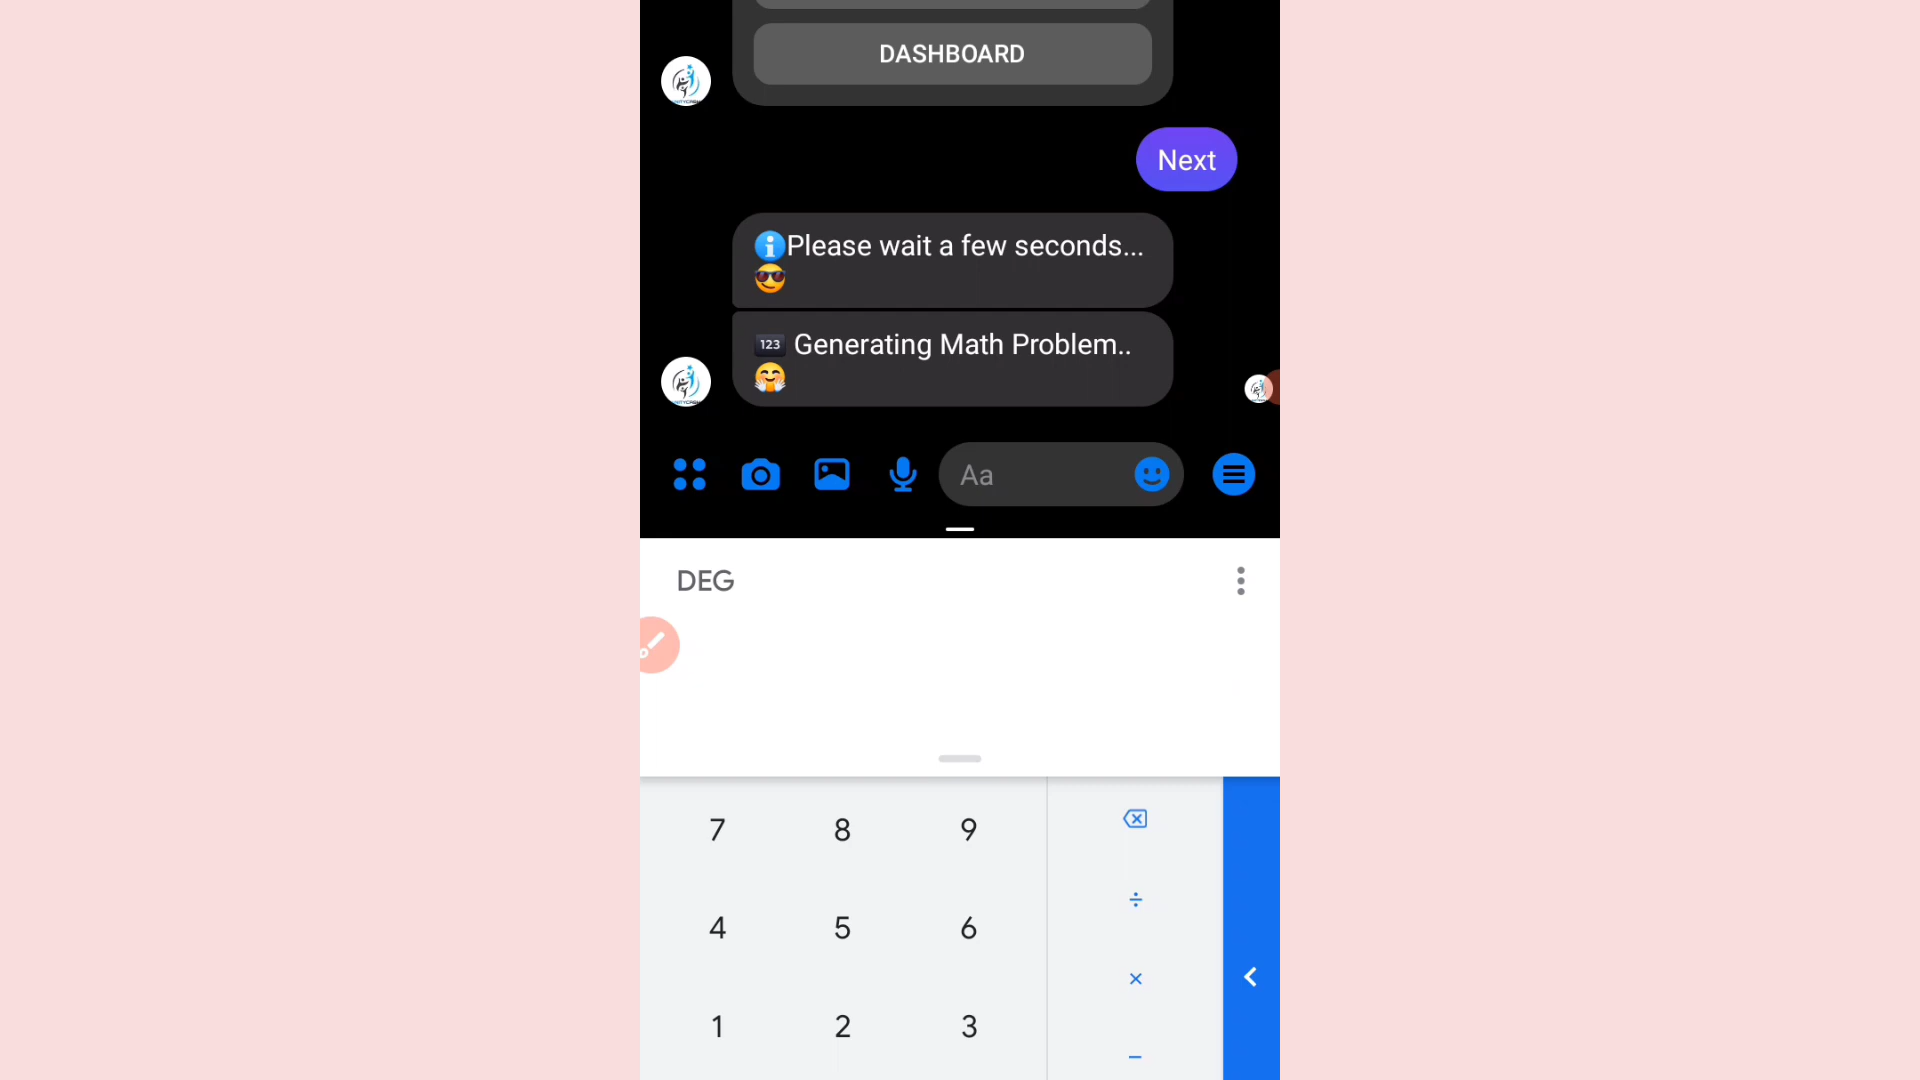 DASHBOARD
Next
Please wait a few seconds...
123 Generating Math Problem..
Aa
DEG
7 8 9
÷
4 5 6
×
1 2 3
−